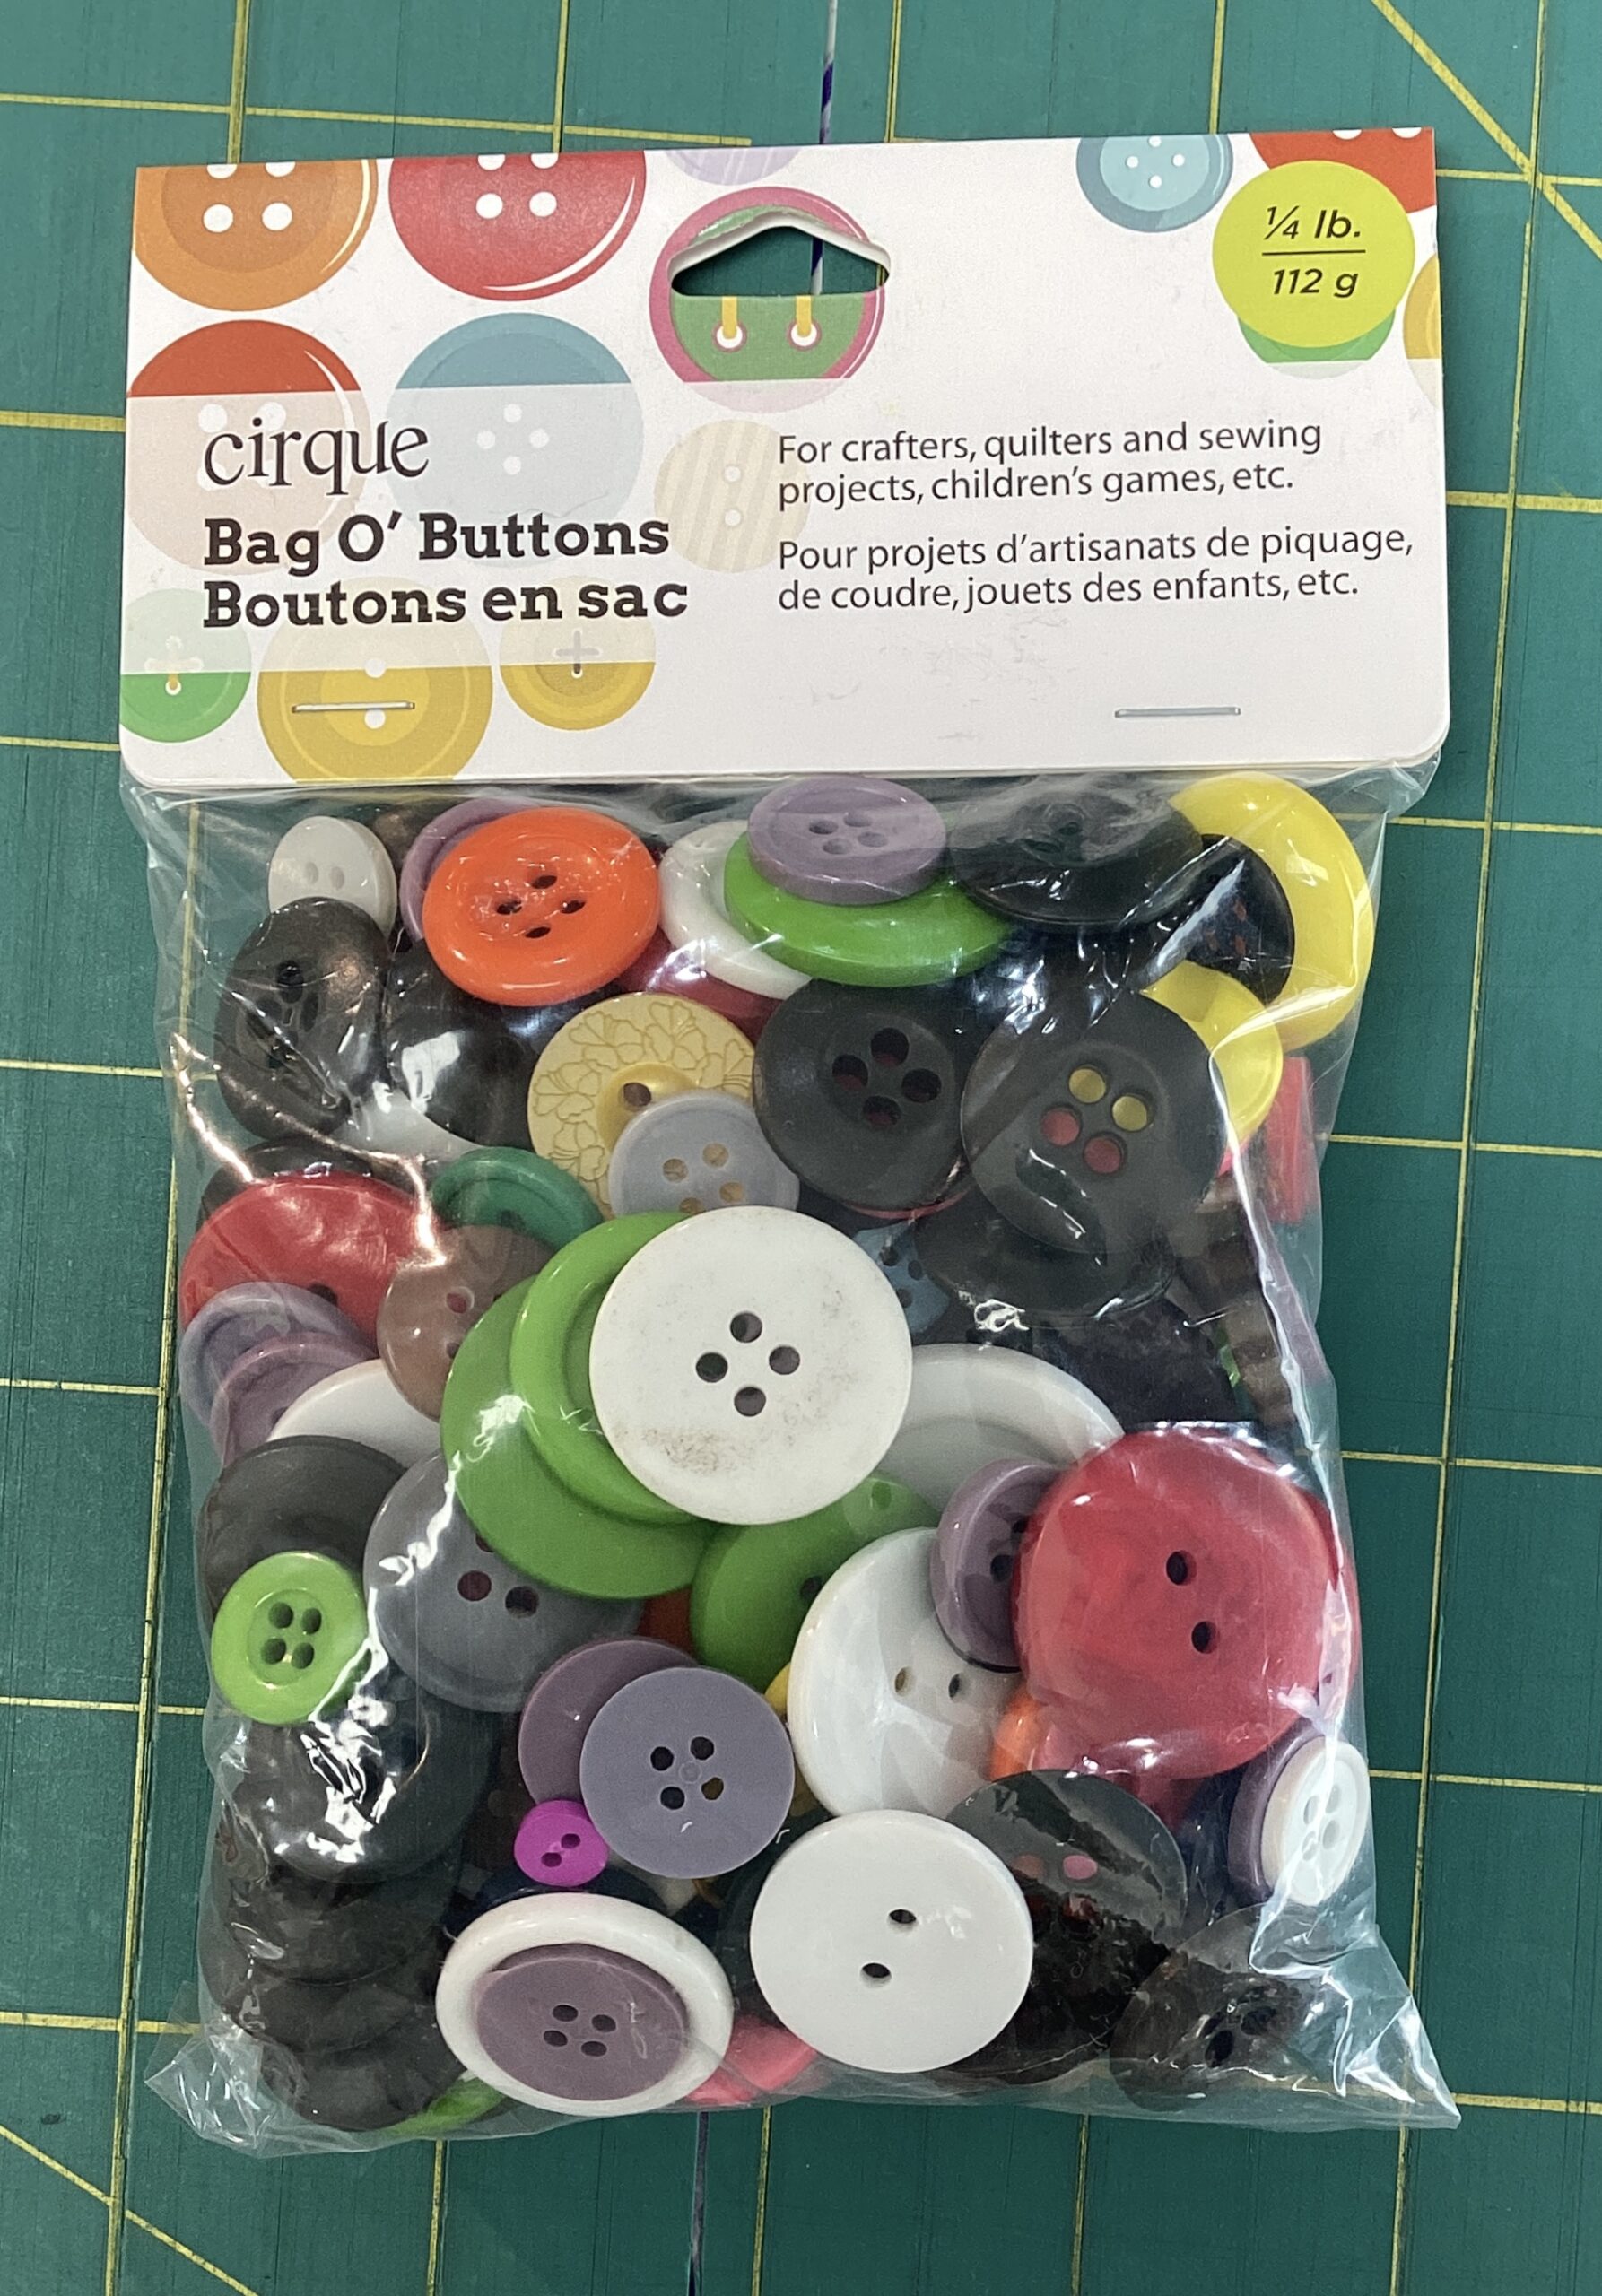 ¼ lb.
112 g
cirque
Bag O’ Buttons
Boutons en sac
For crafters, quilters and sewing
projects, children’s games, etc.
Pour projets d’artisanats de piquage,
de coudre, jouets des enfants, etc.